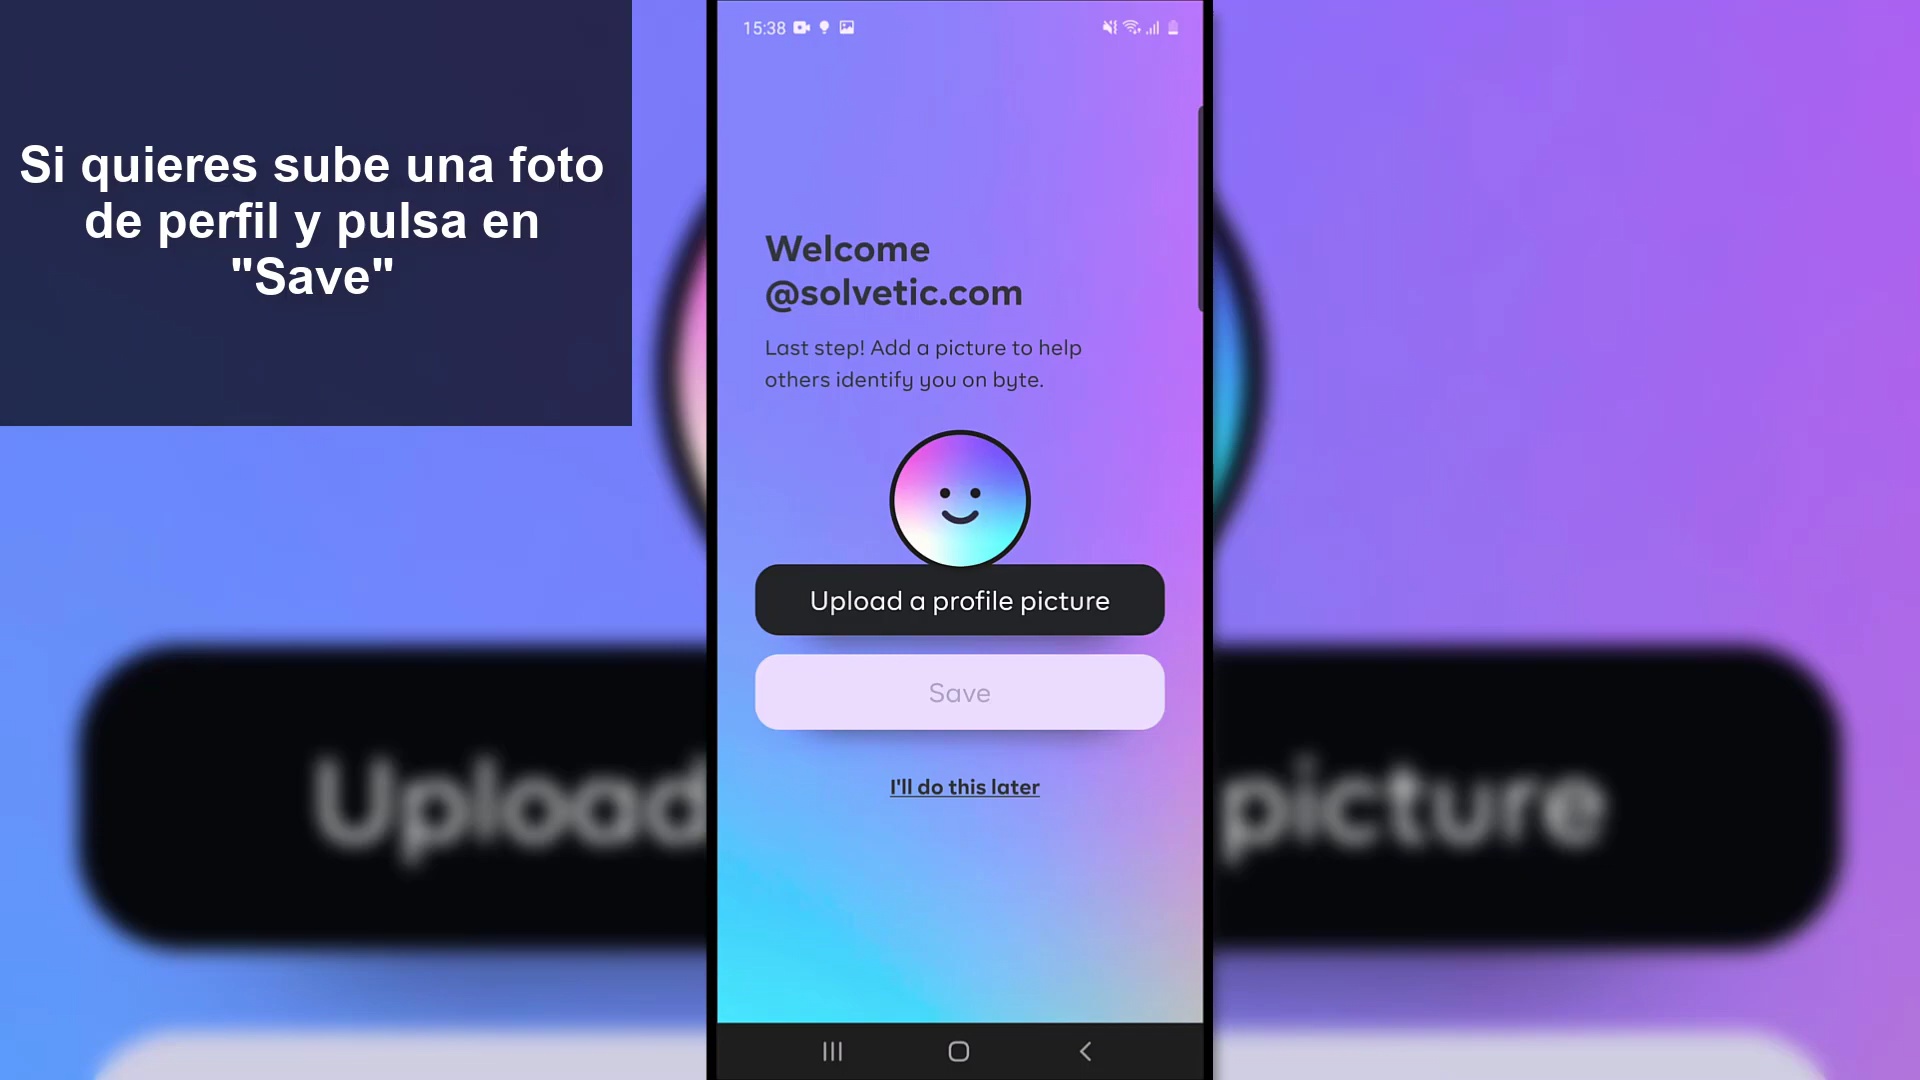 Si quieres sube una foto
de perfil y pulsa en
"Save"
15:38
Welcome
@solvetic.com
Last step! Add a picture to help
others identify you on byte.
Upload a profile picture
Save
I'll do this later
Upload
picture